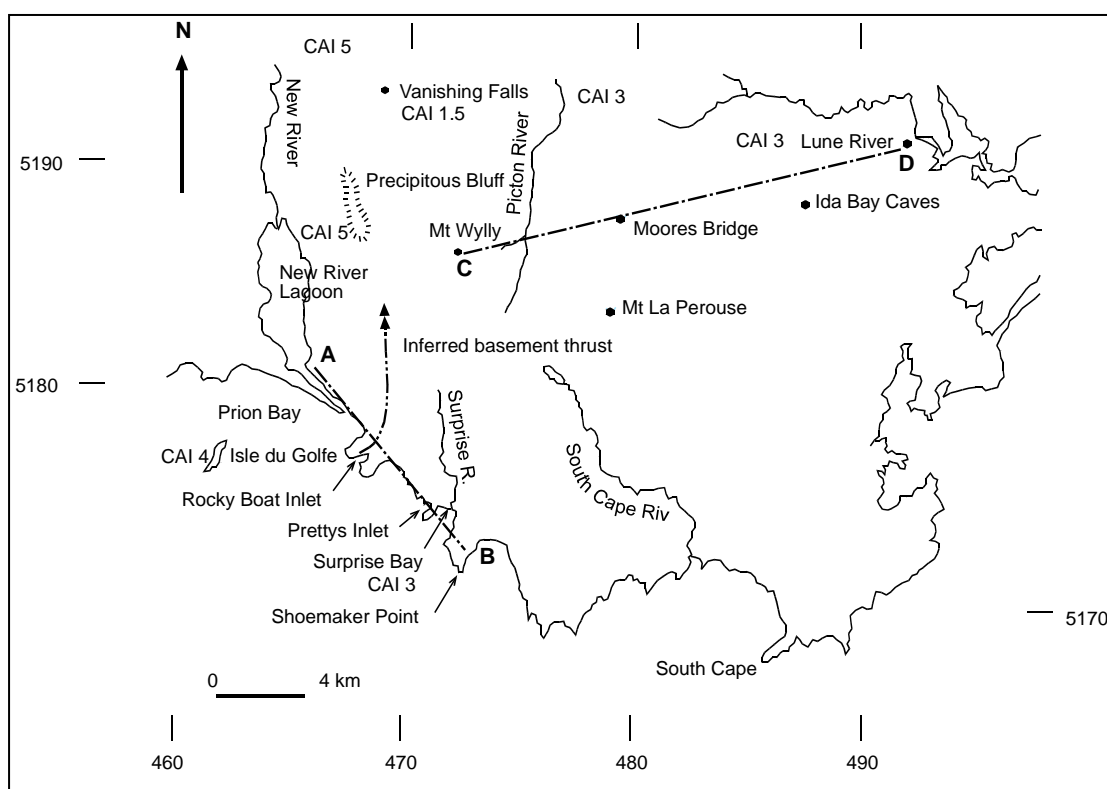 N
CAI 5
New River
Vanishing Falls
CAI 1.5
CAI 3
Picton River
CAI 3
Lune River
D
5190
Precipitous Bluff
Ida Bay Caves
CAI 5
Mt Wylly
C
Moores Bridge
New River
Lagoon
Mt La Perouse
A
Inferred basement thrust
5180
Prion Bay
Surprise R.
CAI 4
Isle du Golfe
South Cape Riv
Rocky Boat Inlet
Prettys Inlet
Surprise Bay
CAI 3
B
Shoemaker Point
5170
South Cape
0
4 km
460
470
480
490